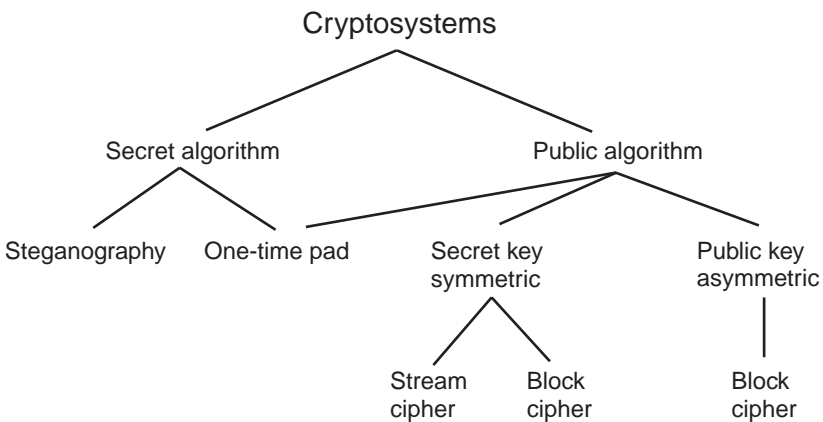 Cryptosystems
Secret algorithm
Public algorithm
Steganography
One-time pad
Secret key
symmetric
Public key
asymmetric
Stream
cipher
Block
cipher
Block
cipher